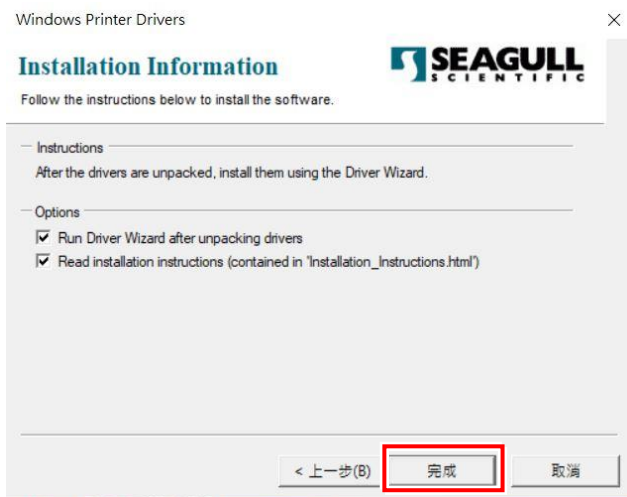 Windows Printer Drivers
Installation Information
SEAGULL
SCIENTIFIC
Follow the instructions below to install the software.
Instructions
After the drivers are unpacked, install them using the Driver Wizard.
Options
Run Driver Wizard after unpacking drivers
Read installation instructions (contained in 'Installation_Instructions.html')
< 上一步(B)
完成
取消